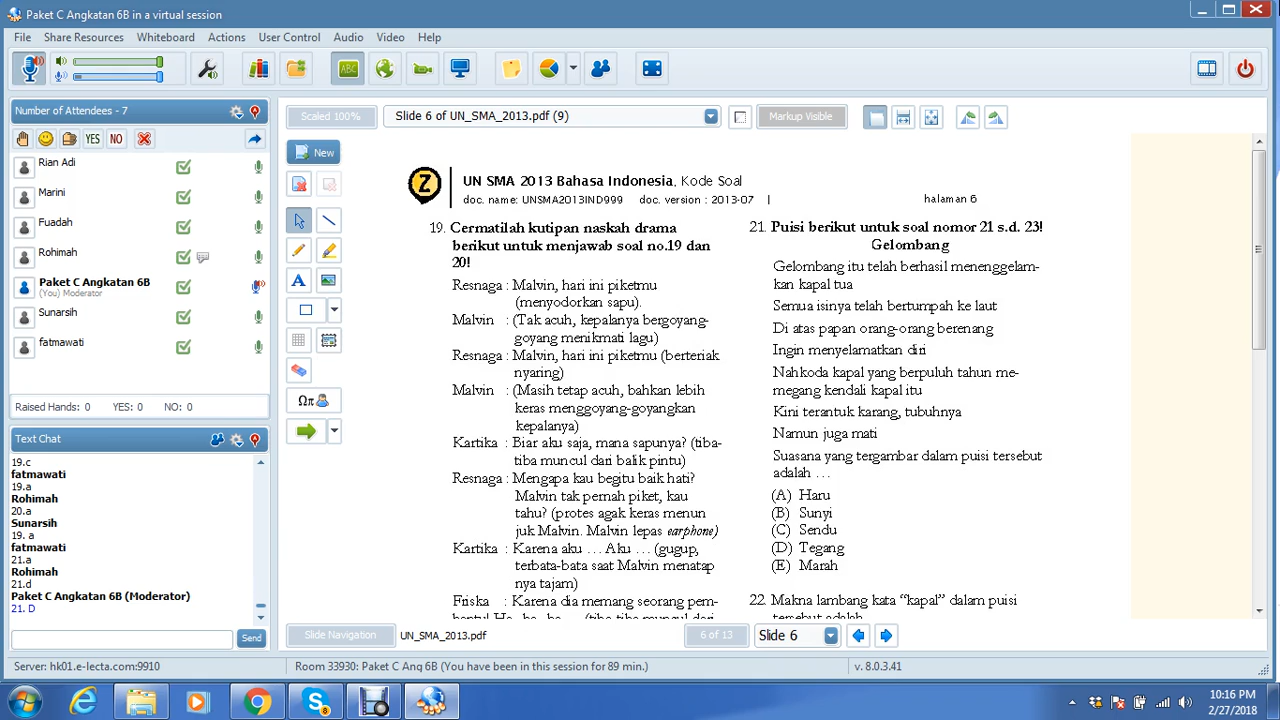 Paket C Angkatan 6B in a virtual session
File Share Resources Whiteboard Actions User Control Audio Video Help
ABC
Number of Attendees - 7
YES NO
Rian Adi
Marini
Fuadah
Rohimah
Paket C Angkatan 6B
(You) Moderator
Sunarsih
fatmawati
Raised Hands: 0 YES: 0 NO: 0
Text Chat
19.c
fatmawati
19.a
Rohimah
20.a
Sunarsih
19. a
fatmawati
21.a
Rohimah
21.d
Paket C Angkatan 6B (Moderator)
21. D
Send
Scaled 100% Slide 6 of UN_SMA_2013.pdf (9) Markup Visible
New
A
Ωπ
Z
UN SMA 2013 Bahasa Indonesia, Kode Soal
doc. name: UNSMA2013IND999 doc. version : 2013-07 | halaman 6
19. Cermatilah kutipan naskah drama
berikut untuk menjawab soal no.19 dan
20!
Resnaga : Malvin, hari ini piketmu
(menyodorkan sapu).
Malvin : (Tak acuh, kepalanya bergoyang-
goyang menikmati lagu)
Resnaga : Malvin, hari ini piketmu (berteriak
nyaring)
Malvin : (Masih tetap acuh, bahkan lebih
keras menggoyang-goyangkan
kepalanya)
Kartika : Biar aku saja, mana sapunya? (tiba-
tiba muncul dari balik pintu)
Resnaga : Mengapa kau begitu baik hati?
Malvin tak pernah piket, kau
tahu? (protes agak keras menun
juk Malvin. Malvin lepas earphone)
Kartika : Karena aku … Aku … (gugup,
terbata-bata saat Malvin menatap
nya tajam)
Friska : Karena dia memang seorang pem-
bantu! Ha.. ha.. ha.... (tiba-tiba muncul dari
21. Puisi berikut untuk soal nomor 21 s.d. 23!
Gelombang
Gelombang itu telah berhasil menenggelam-
kan kapal tua
Semua isinya telah bertumpah ke laut
Di atas papan orang-orang berenang
Ingin menyelamatkan diri
Nahkoda kapal yang berpuluh tahun me-
megang kendali kapal itu
Kini terantuk karang, tubuhnya
Namun juga mati
Suasana yang tergambar dalam puisi tersebut
adalah …
(A) Haru
(B) Sunyi
(C) Sendu
(D) Tegang
(E) Marah
22. Makna lambang kata “kapal” dalam puisi
tersebut adalah
Slide Navigation UN_SMA_2013.pdf 6 of 13 Slide 6
Server: hk01.e-lecta.com:9910 Room 33930: Paket C Ang 6B (You have been in this session for 89 min.) v. 8.0.3.41
8
10:16 PM
2/27/2018